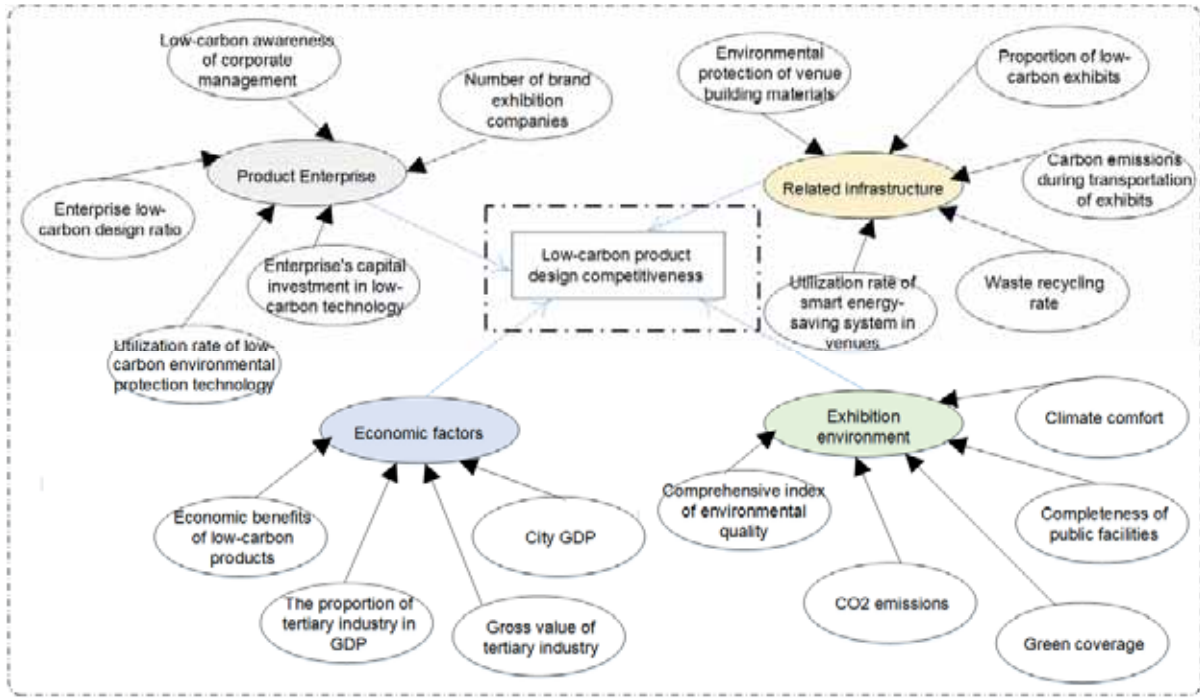 Low-carbon awareness
of corporate
management
Number of brand
exhibition
companies
Product Enterprise
Enterprise low-
carbon design ratio
Enterprise's capital
investment in low-
carbon technology
Utilization rate of low-
carbon environmental
protection technology
Environmental
protection of venue
building materials
Proportion of low-
carbon exhibits
Related infrastructure
Carbon emissions
during transportation
of exhibits
Utilization rate of
smart energy-
saving system in
venues
Waste recycling
rate
Low-carbon product
design competitiveness
Economic factors
Economic benefits
of low-carbon
products
The proportion of
tertiary industry in
GDP
Gross value of
tertiary industry
City GDP
Exhibition
environment
Comprehensive index
of environmental
quality
CO2 emissions
Climate comfort
Completeness of
public facilities
Green coverage